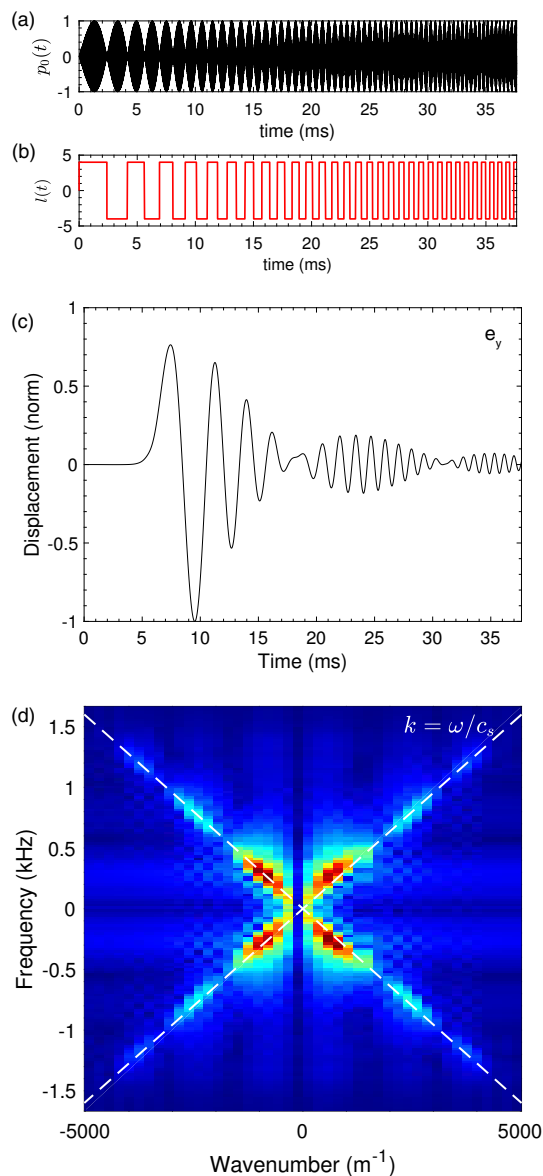 (a)
p₀(t)
1
0
-1
0 5 10 15 20 25 30 35
time (ms)
(b)
l(t)
5
0
-5
0 5 10 15 20 25 30 35
time (ms)
(c)
Displacement (norm)
e_y
1
0.5
0
-0.5
-1
0 5 10 15 20 25 30 35
Time (ms)
(d)
k = ω/c_s
Frequency (kHz)
1.5
1
0.5
0
-0.5
-1
-1.5
-5000 0 5000
Wavenumber (m⁻¹)